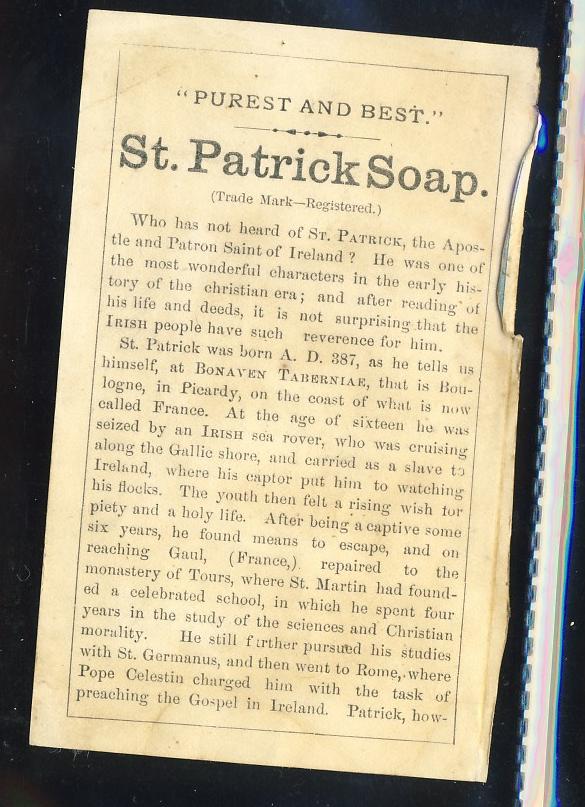 "PUREST AND BEST."
St. Patrick Soap.
(Trade Mark—Registered.)
Who has not heard of ST. PATRICK, the Apos-
tle and Patron Saint of Ireland? He was one of
the most wonderful characters in the early his-
tory of the christian era; and after reading of
his life and deeds, it is not surprising that the
IRISH people have such reverence for him.
St. Patrick was born A. D. 387, as he tells us
himself, at BONAVEN TABERNIAE, that is Bou-
logne, in Picardy, on the coast of what is now
called France. At the age of sixteen he was
seized by an IRISH sea rover, who was cruising
along the Gallic shore, and carried as a slave to
Ireland, where his captor put him to watching
his flocks. The youth then felt a rising wish for
piety and a holy life. After being a captive some
six years, he found means to escape, and on
reaching Gaul, (France,) repaired to the
monastery of Tours, where St. Martin had found-
ed a celebrated school, in which he spent four
years in the study of the sciences and Christian
morality. He still further pursued his studies
with St. Germanus, and then went to Rome, where
Pope Celestin charged him with the task of
preaching the Gospel in Ireland. Patrick, how-